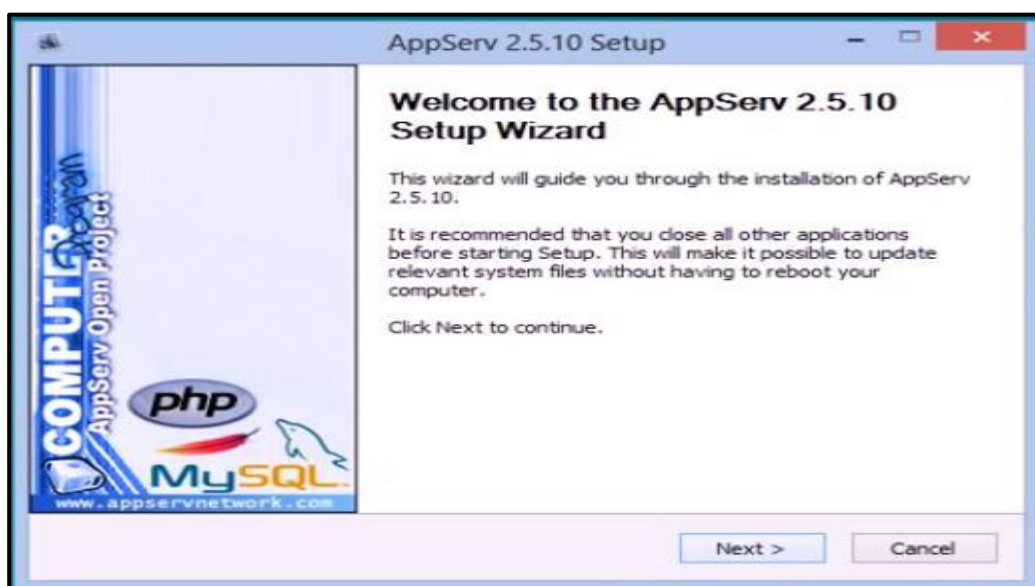 AppServ 2.5.10 Setup
Welcome to the AppServ 2.5.10
Setup Wizard
This wizard will guide you through the installation of AppServ
2.5.10.
It is recommended that you close all other applications
before starting Setup. This will make it possible to update
relevant system files without having to reboot your
computer.
Click Next to continue.
COMPUTER
Program
AppServ Open Project
php
MySQL
www.appservnetwork.com
Next >
Cancel